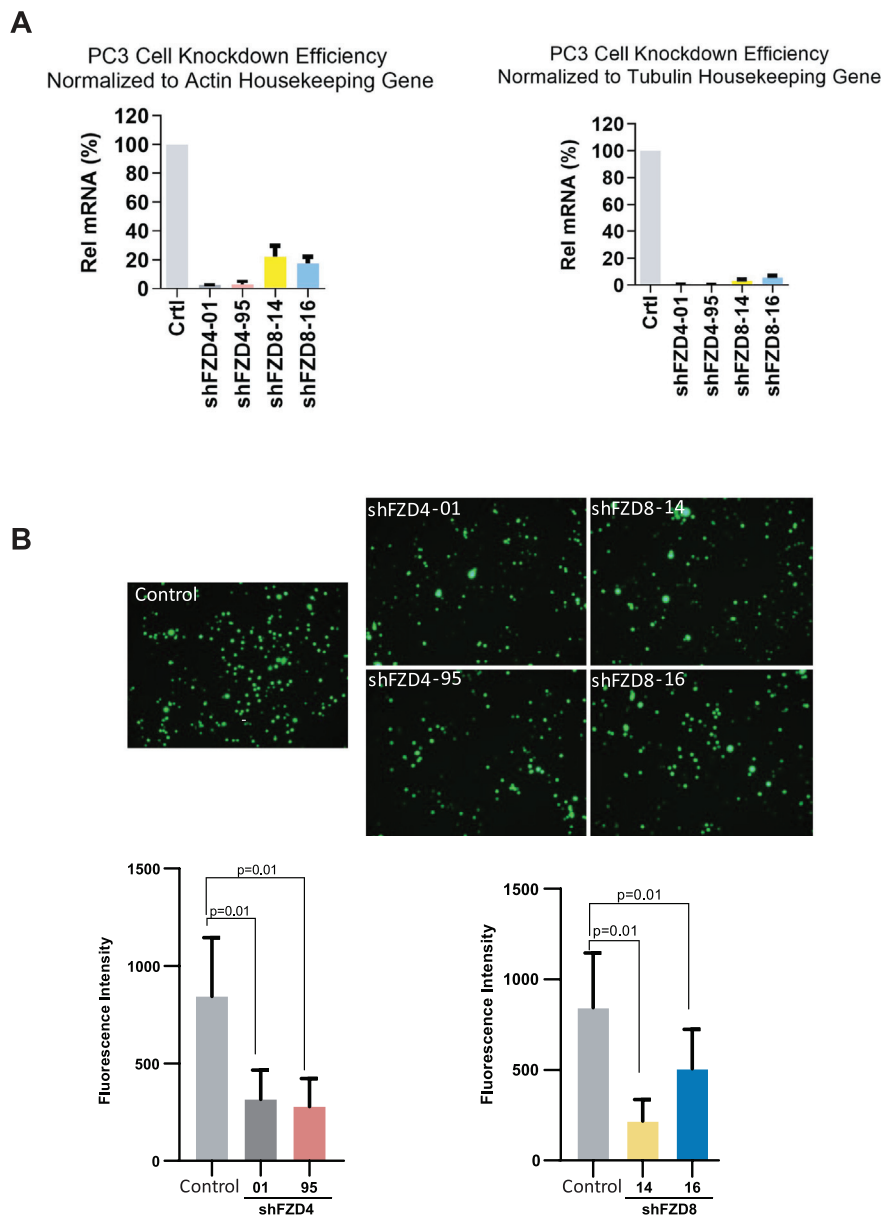 A
PC3 Cell Knockdown Efficiency
Normalized to Actin Housekeeping Gene
Rel mRNA (%)
120
100
80
60
40
20
0
Crtl
shFZD4-01
shFZD4-95
shFZD8-14
shFZD8-16
PC3 Cell Knockdown Efficiency
Normalized to Tubulin Housekeeping Gene
Rel mRNA (%)
120
100
80
60
40
20
0
Crtl
shFZD4-01
shFZD4-95
shFZD8-14
shFZD8-16
B
Control
shFZD4-01
shFZD8-14
shFZD4-95
shFZD8-16
Fluorescence Intensity
1500
1000
500
0
p=0.01
p=0.01
Control
01
95
shFZD4
Fluorescence Intensity
1500
1000
500
0
p=0.01
p=0.01
Control
14
16
shFZD8